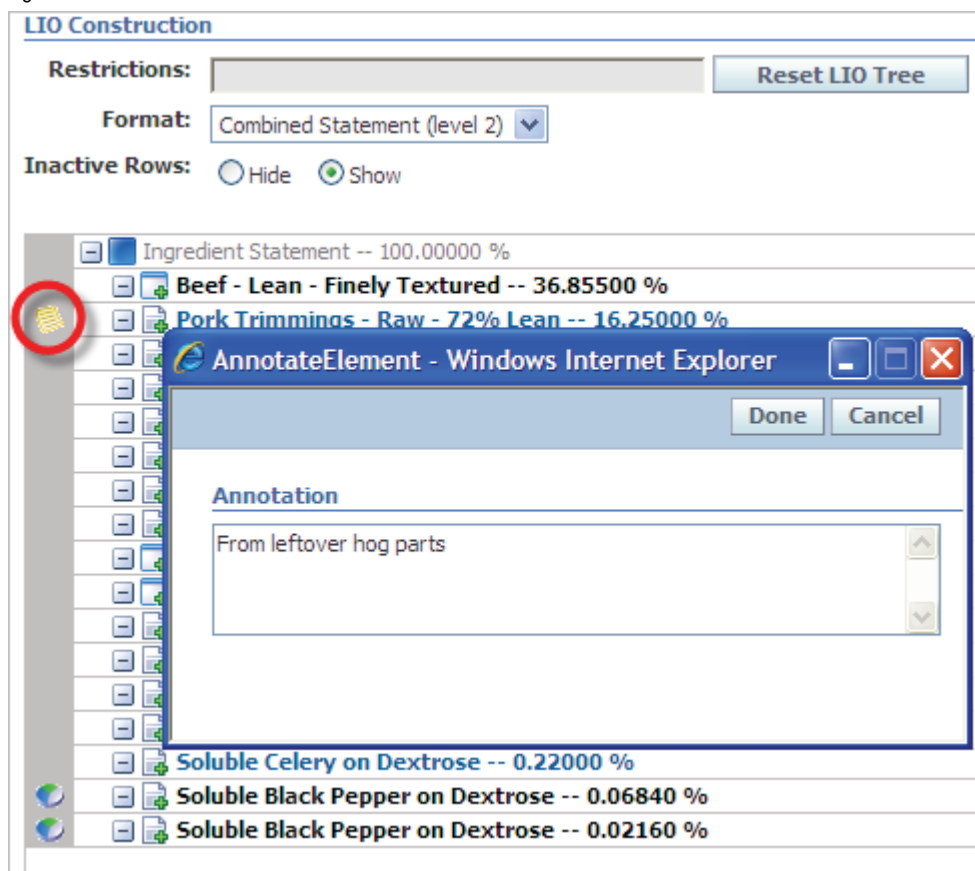 LIO Construction
Restrictions:
Reset LIO Tree
Format: Combined Statement (level 2)
Inactive Rows: Hide Show
Ingredient Statement -- 100.00000 %
Beef - Lean - Finely Textured -- 36.85500 %
Pork Trimmings - Raw - 72% Lean -- 16.25000 %
AnnotateElement - Windows Internet Explorer
Done Cancel
Annotation
From leftover hog parts
Soluble Celery on Dextrose -- 0.22000 %
Soluble Black Pepper on Dextrose -- 0.06840 %
Soluble Black Pepper on Dextrose -- 0.02160 %